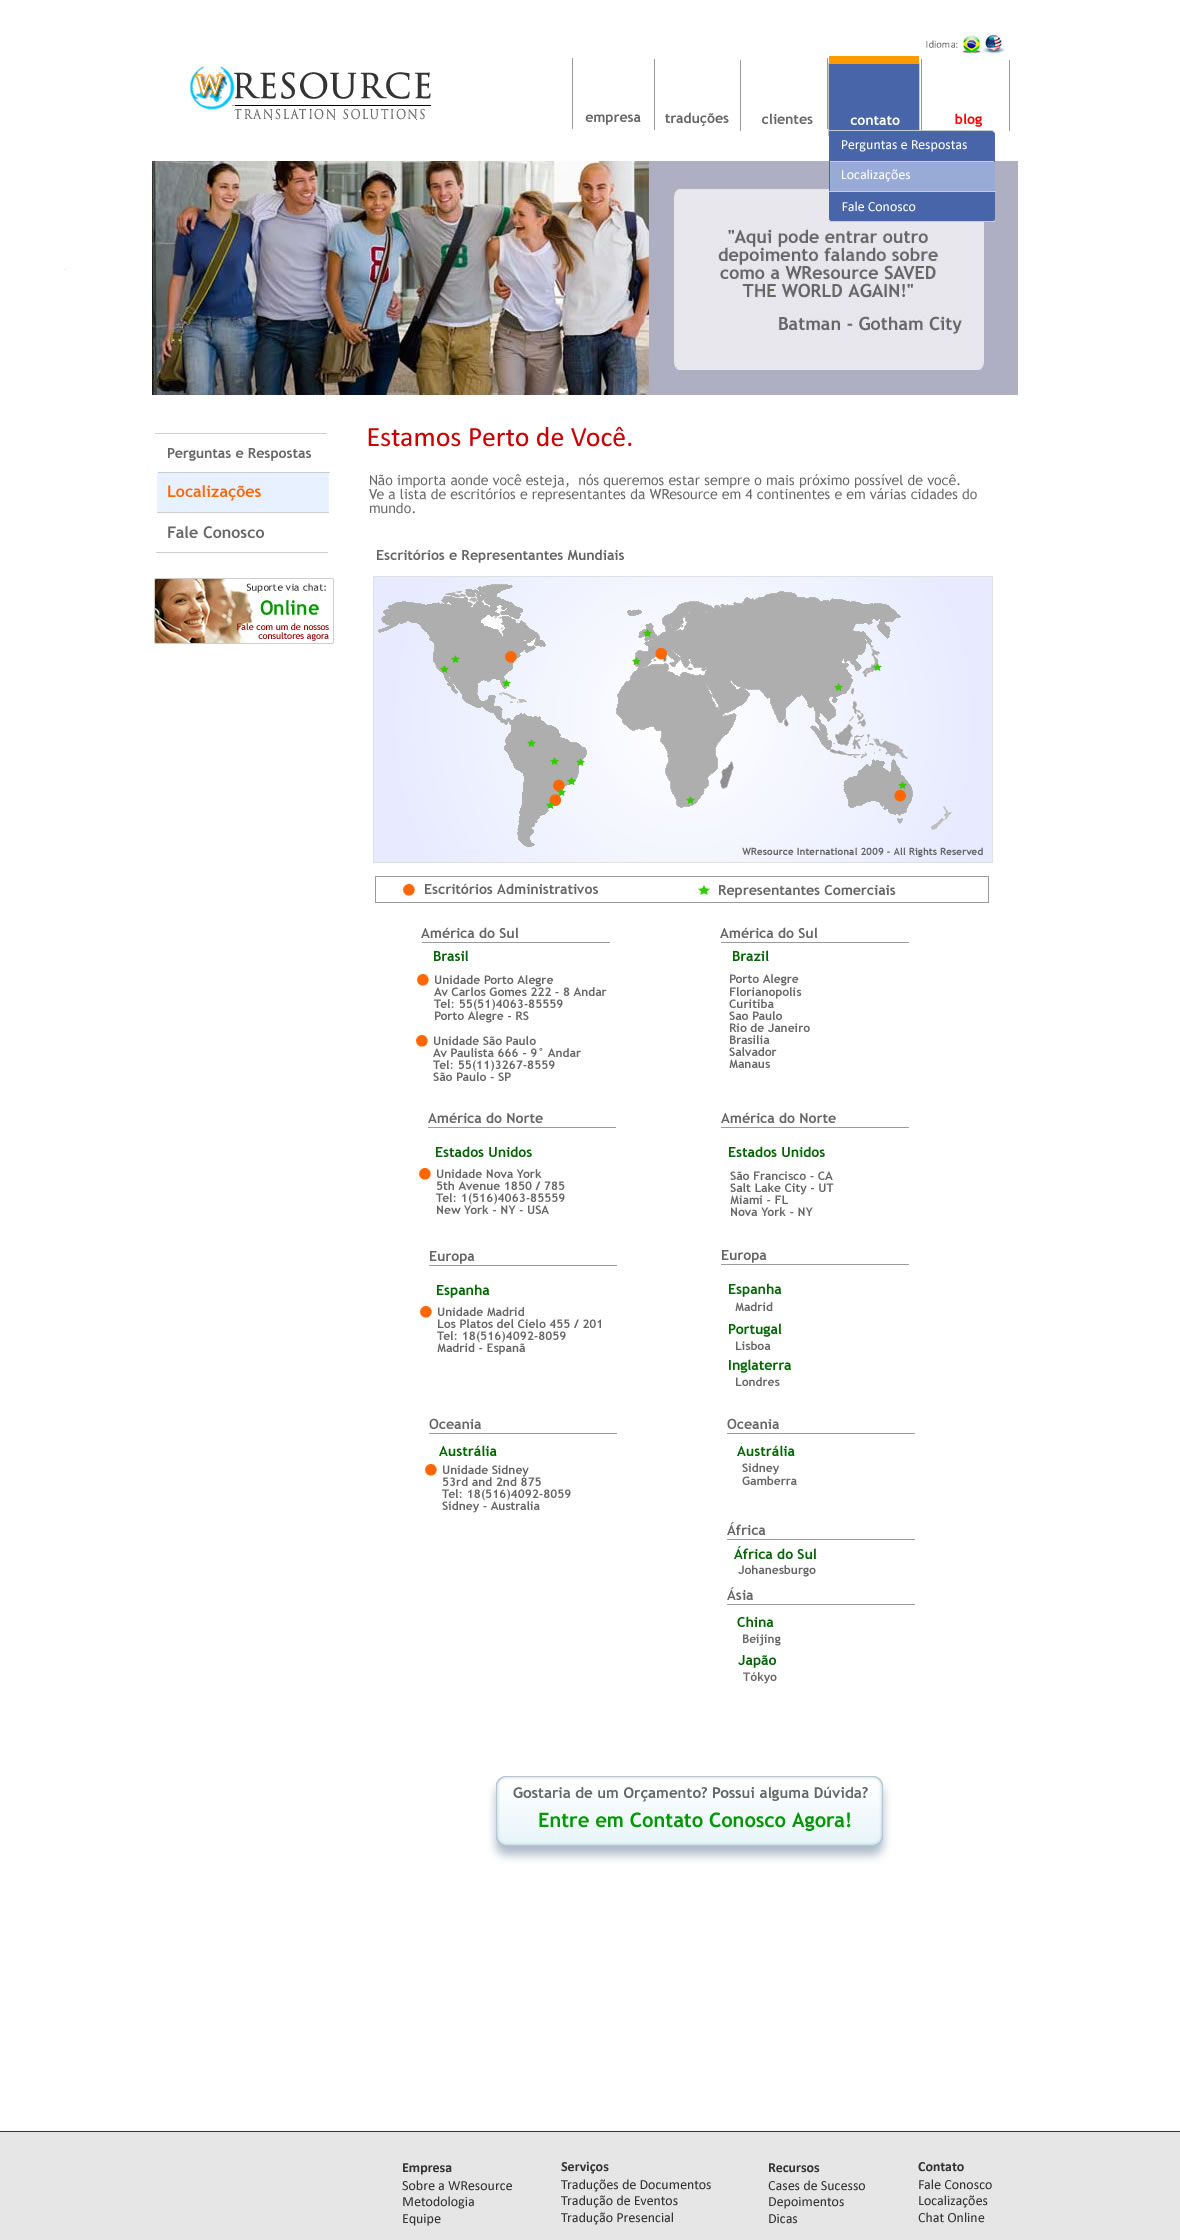 Idioma:
WRESOURCE
TRANSLATION SOLUTIONS
empresa
traduções
clientes
contato
blog
Perguntas e Respostas
Localizações
Fale Conosco
"Aqui pode entrar outro
depoimento falando sobre
como a WResource SAVED
THE WORLD AGAIN!"
Batman - Gotham City
8
88
Perguntas e Respostas
Localizações
Fale Conosco
Suporte via chat:
Online
Fale com um de nossos
consultores agora
Estamos Perto de Você.
Não importa aonde você esteja, nós queremos estar sempre o mais próximo possível de você.
Ve a lista de escritórios e representantes da WResource em 4 continentes e em várias cidades do
mundo.
Escritórios e Representantes Mundiais
WResource International 2009 - All Rights Reserved
Escritórios Administrativos
Representantes Comerciais
América do Sul
Brasil
Unidade Porto Alegre
Av Carlos Gomes 222 - 8 Andar
Tel: 55(51)4063-85559
Porto Alegre - RS
Unidade São Paulo
Av Paulista 666 - 9° Andar
Tel: 55(11)3267-8559
São Paulo - SP
América do Norte
Estados Unidos
Unidade Nova York
5th Avenue 1850 / 785
Tel: 1(516)4063-85559
New York - NY - USA
Europa
Espanha
Unidade Madrid
Los Platos del Cielo 455 / 201
Tel: 18(516)4092-8059
Madrid - Espanã
Oceania
Austrália
Unidade Sidney
53rd and 2nd 875
Tel: 18(516)4092-8059
Sidney - Australia
América do Sul
Brazil
Porto Alegre
Florianopolis
Curitiba
Sao Paulo
Rio de Janeiro
Brasilia
Salvador
Manaus
América do Norte
Estados Unidos
São Francisco - CA
Salt Lake City - UT
Miami - FL
Nova York - NY
Europa
Espanha
Madrid
Portugal
Lisboa
Inglaterra
Londres
Oceania
Austrália
Sidney
Gamberra
África
África do Sul
Johanesburgo
Ásia
China
Beijing
Japão
Tókyo
Gostaria de um Orçamento? Possui alguma Dúvida?
Entre em Contato Conosco Agora!
Empresa
Sobre a WResource
Metodologia
Equipe
Serviços
Traduções de Documentos
Tradução de Eventos
Tradução Presencial
Recursos
Cases de Sucesso
Depoimentos
Dicas
Contato
Fale Conosco
Localizações
Chat Online